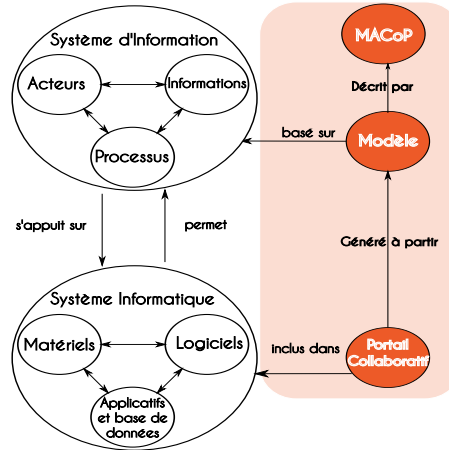 Système d'Information
Acteurs
Informations
Processus
MACoP
Décrit par
basé sur
Modèle
s'appuit sur
permet
Généré à partir
Système Informatique
Matériels
Logiciels
Applicatifs
et base de
données
inclus dans
Portail
Collaboratif